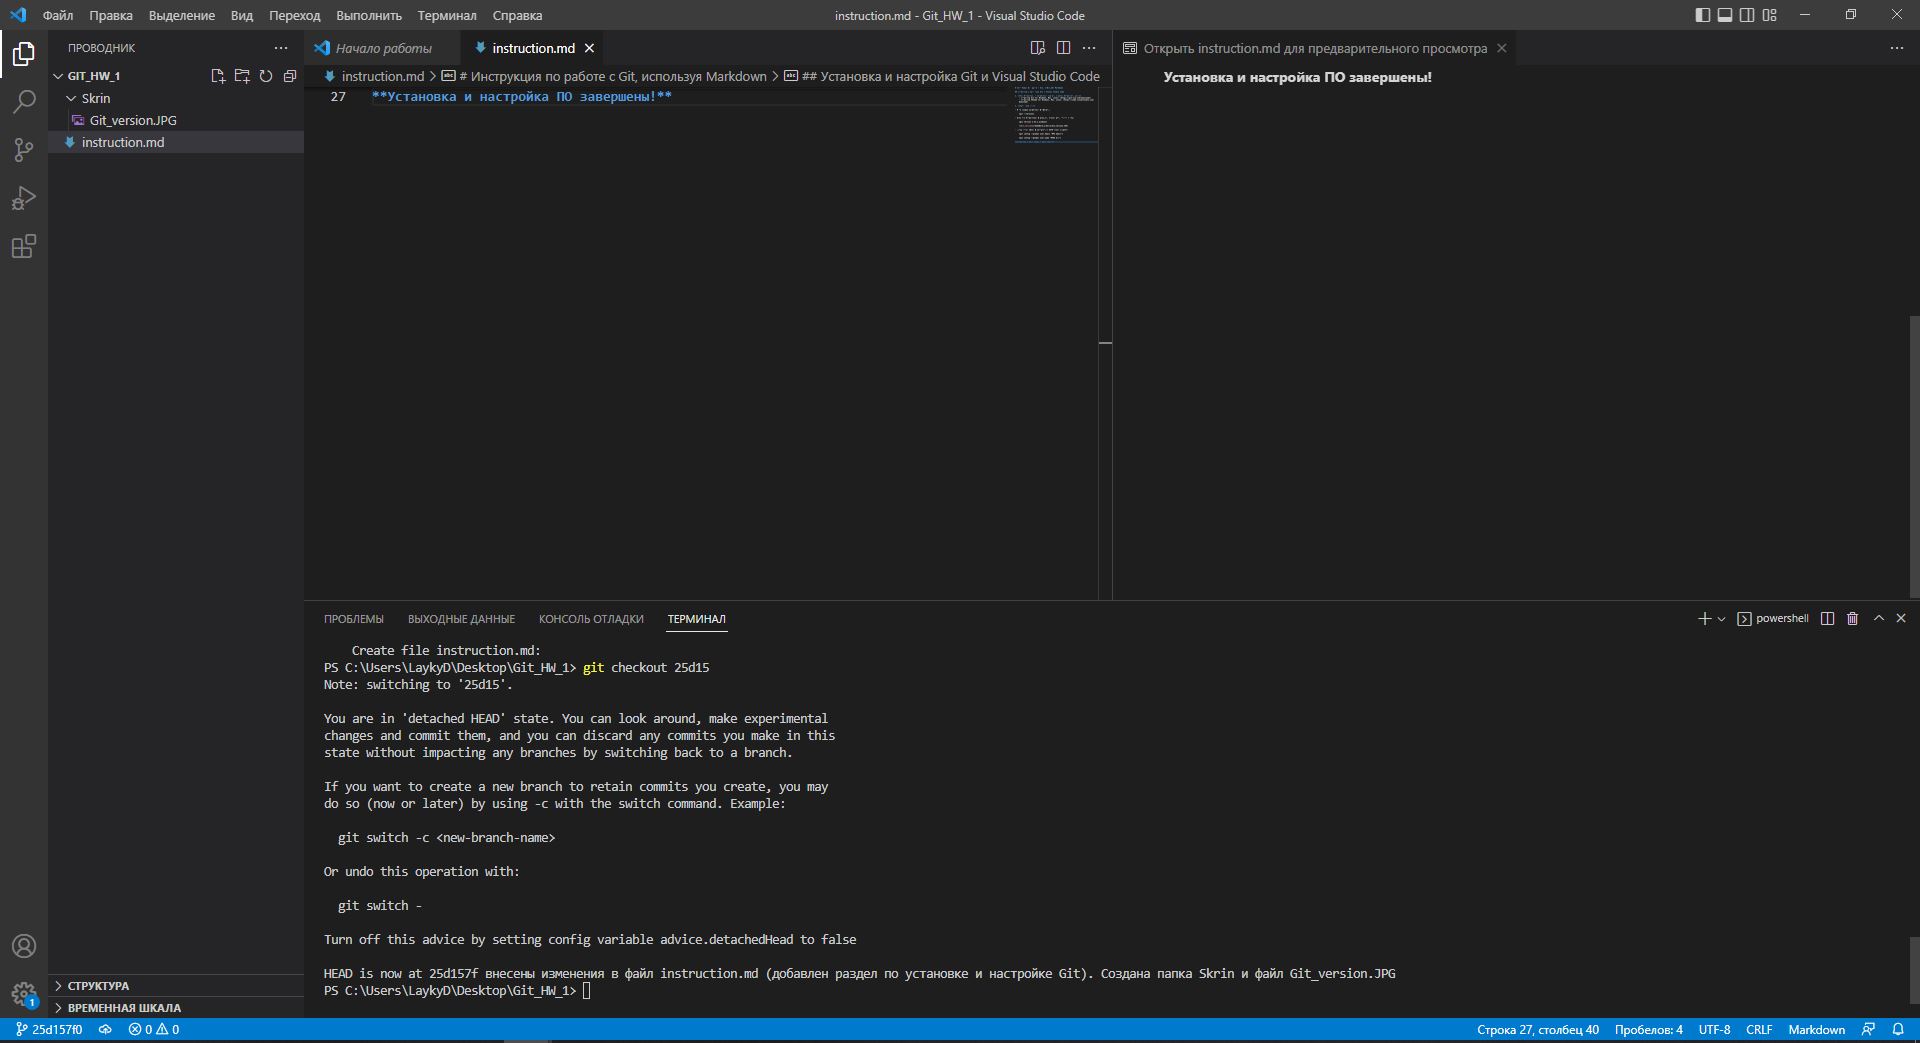 Файл Правка Выделение Вид Переход Выполнить Терминал Справка
instruction.md - Git_HW_1 - Visual Studio Code
ПРОВОДНИК
GIT_HW_1
Skrin
Git_version.JPG
instruction.md
СТРУКТУРА
ВРЕМЕННАЯ ШКАЛА
Начало работы
instruction.md
instruction.md > # Инструкция по работе с Git, используя Markdown > ## Установка и настройка Git и Visual Studio Code
27 **Установка и настройка ПО завершены!**
Открыть instruction.md для предварительного просмотра
Установка и настройка ПО завершены!
ПРОБЛЕМЫ ВЫХОДНЫЕ ДАННЫЕ КОНСОЛЬ ОТЛАДКИ ТЕРМИНАЛ
powershell
Create file instruction.md:
PS C:\Users\LaykyD\Desktop\Git_HW_1> git checkout 25d15
Note: switching to '25d15'.
You are in 'detached HEAD' state. You can look around, make experimental
changes and commit them, and you can discard any commits you make in this
state without impacting any branches by switching back to a branch.
If you want to create a new branch to retain commits you create, you may
do so (now or later) by using -c with the switch command. Example:
git switch -c <new-branch-name>
Or undo this operation with:
git switch -
Turn off this advice by setting config variable advice.detachedHead to false
HEAD is now at 25d157f внесены изменения в файл instruction.md (добавлен раздел по установке и настройке Git). Создана папка Skrin и файл Git_version.JPG
PS C:\Users\LaykyD\Desktop\Git_HW_1>
1
25d157f0 0 0
Строка 27, столбец 40 Пробелов: 4 UTF-8 CRLF Markdown